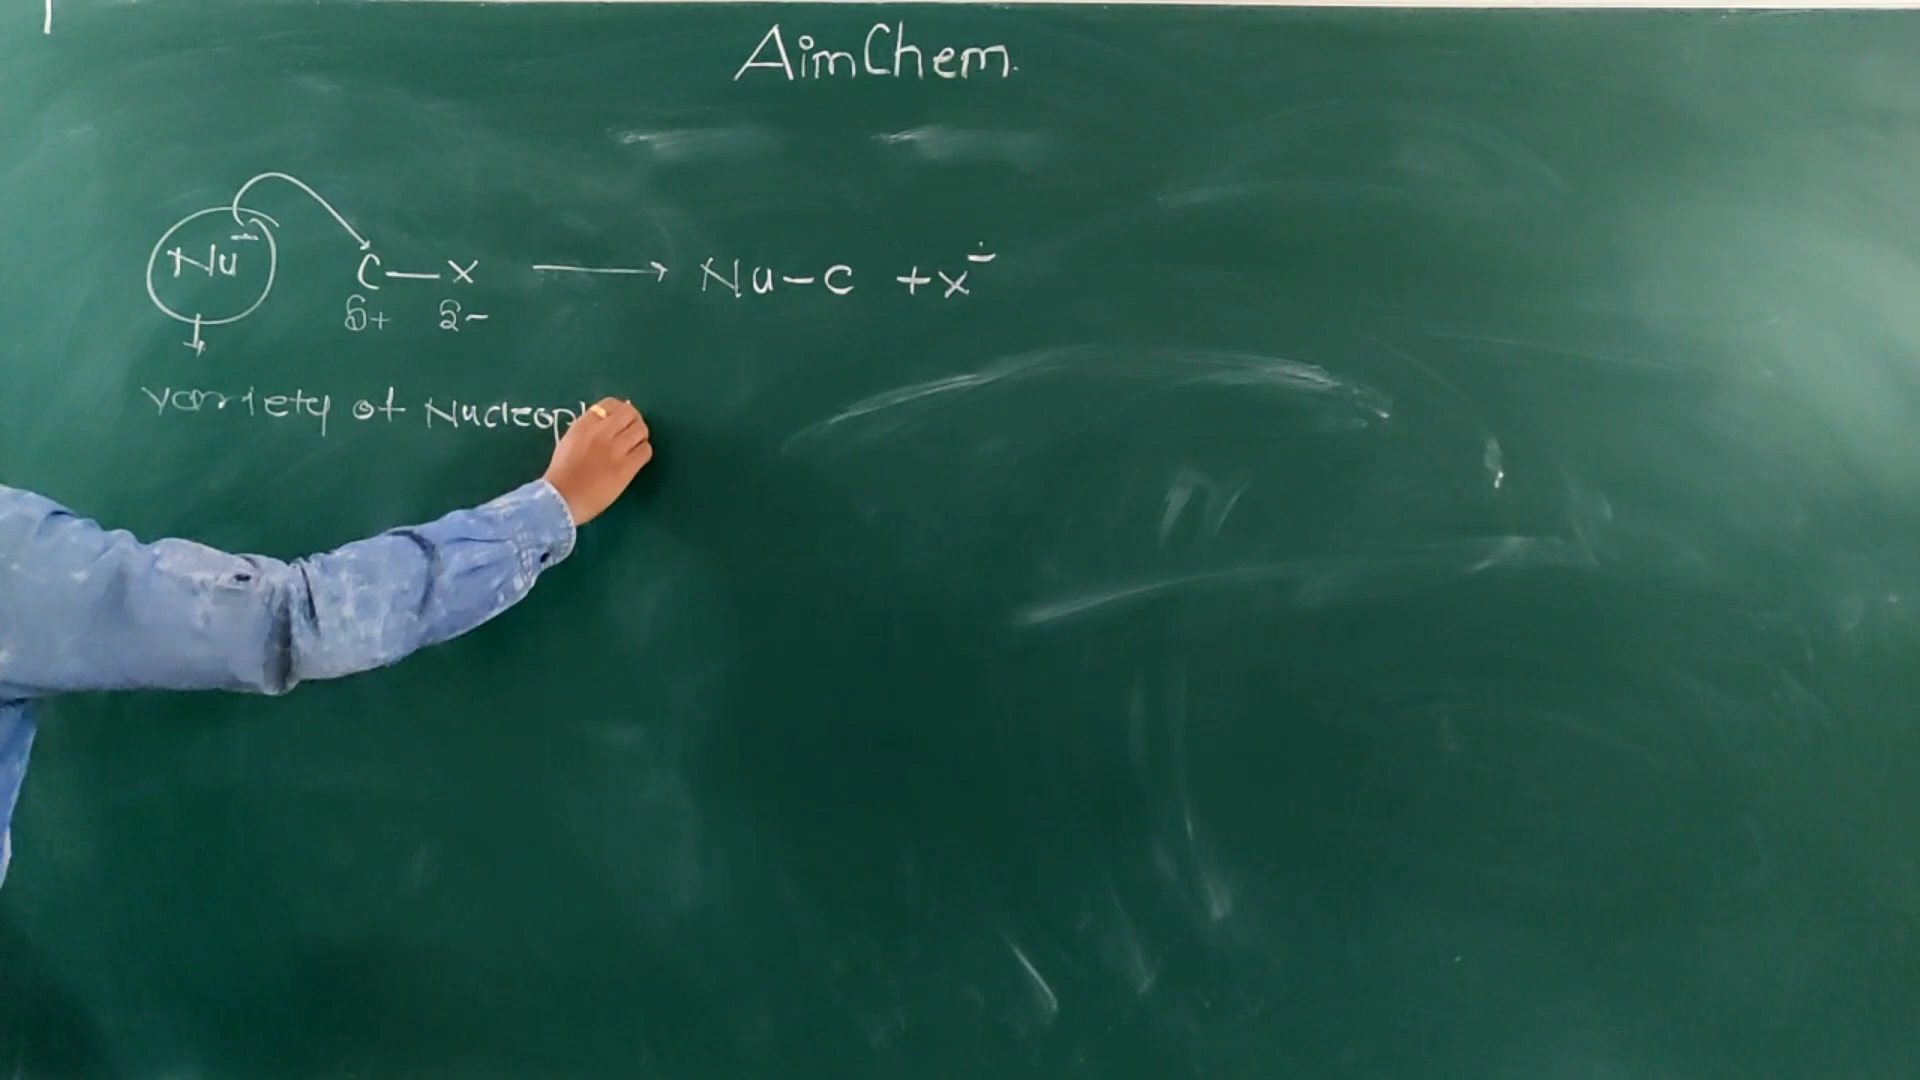 AimChem.
Nu⁻ C—X ⟶ Nu–C + X⁻
δ+ δ–
variety of Nucleop